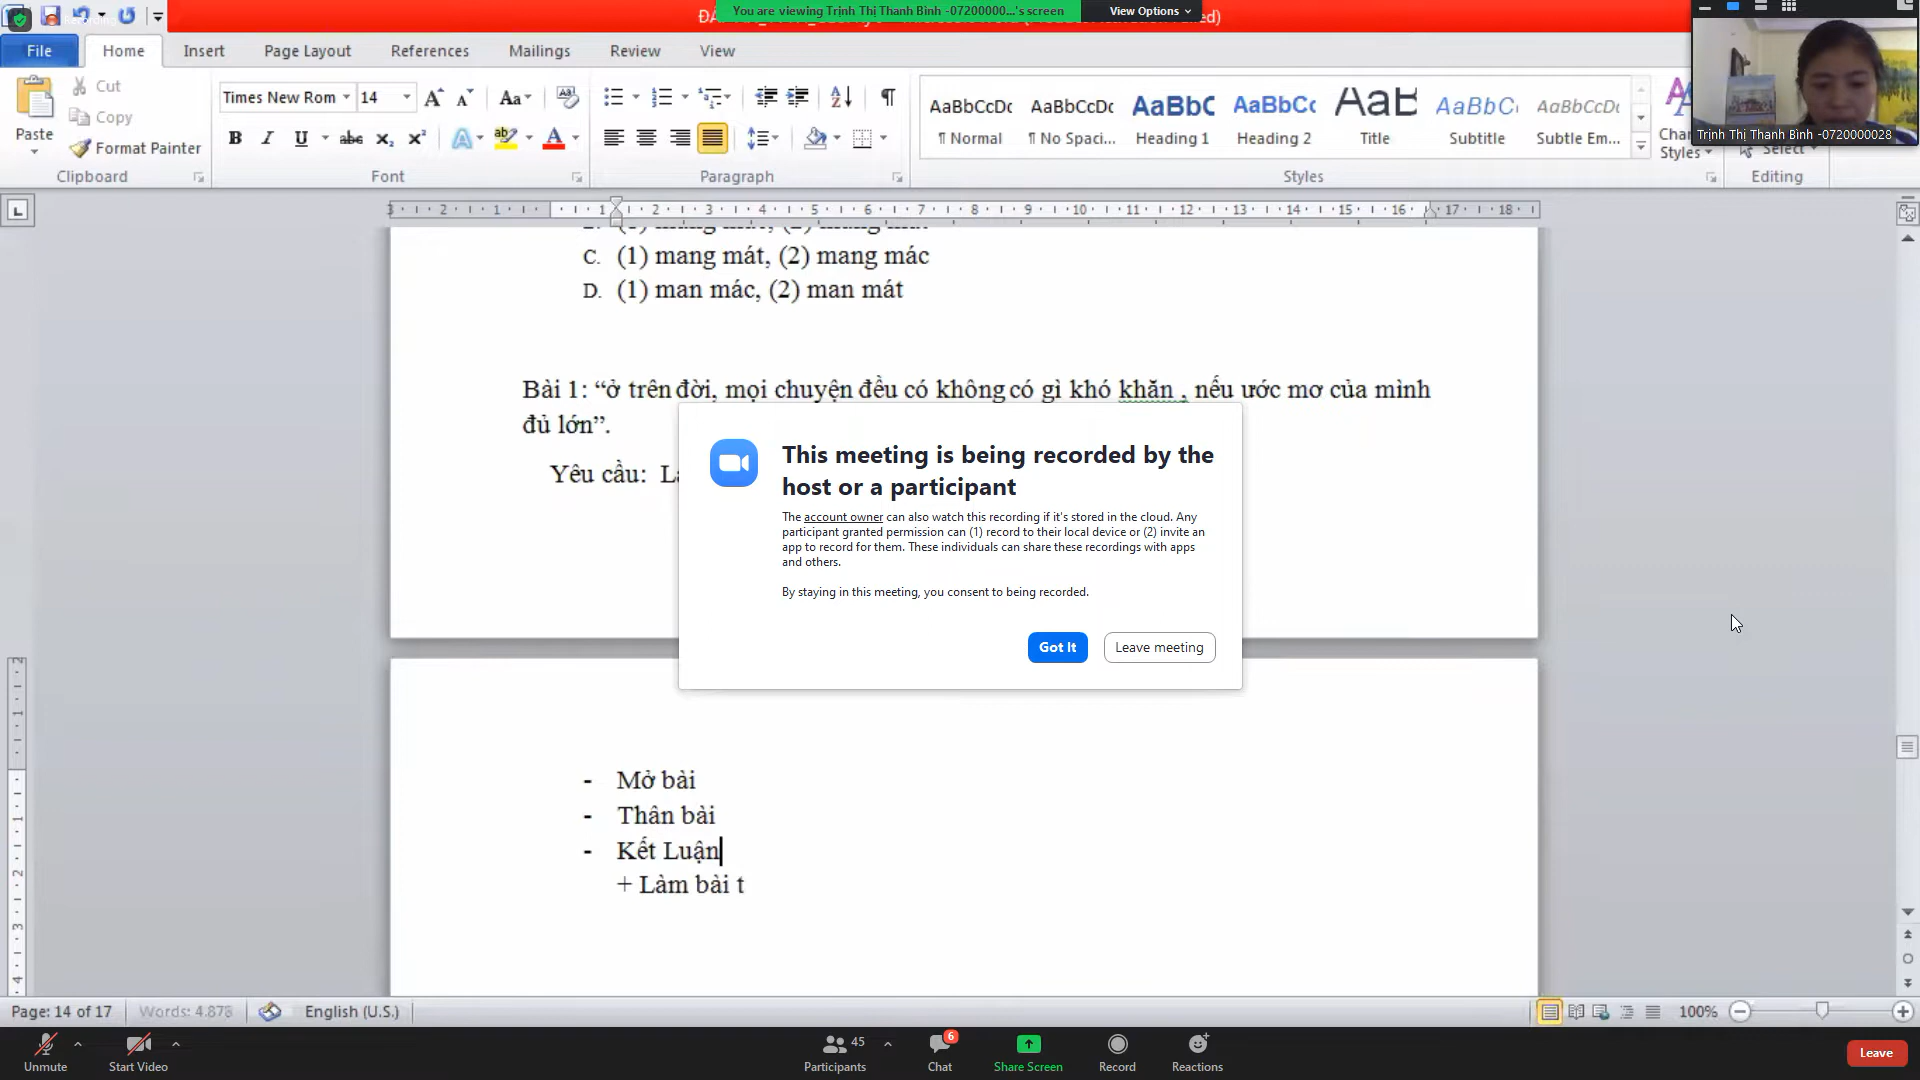 You are viewing Trịnh Thị Thanh Bình -07200000...'s screen
View Options
File
Home
Insert
Page Layout
References
Mailings
Review
View
Cut
Copy
Format Painter
Paste
Clipboard
Times New Rom
14
Font
Paragraph
AaBbCcDc
AaBbCcDc
AaBbC
AaBbCc
AaB
AaBbC
AaBbCcDc
¶ Normal
¶ No Spaci...
Heading 1
Heading 2
Title
Subtitle
Subtle Em...
Styles
Styles
Select
Editing
Trịnh Thị Thanh Bình -0720000028
C. (1) mang mát, (2) mang mác
D. (1) man mác, (2) man mát
Bài 1: “ở trên đời, mọi chuyện đều có không có gì khó khăn , nếu ước mơ của mình
đủ lớn”.
Yêu cầu:
This meeting is being recorded by the
host or a participant
The account owner can also watch this recording if it's stored in the cloud. Any
participant granted permission can (1) record to their local device or (2) invite an
app to record for them. These individuals can share these recordings with apps
and others.
By staying in this meeting, you consent to being recorded.
Got it
Leave meeting
- Mở bài
- Thân bài
- Kết Luận
+ Làm bài t
Page: 14 of 17
Words: 4.878
English (U.S.)
100%
Unmute
Start Video
45
Participants
6
Chat
Share Screen
Record
Reactions
Leave